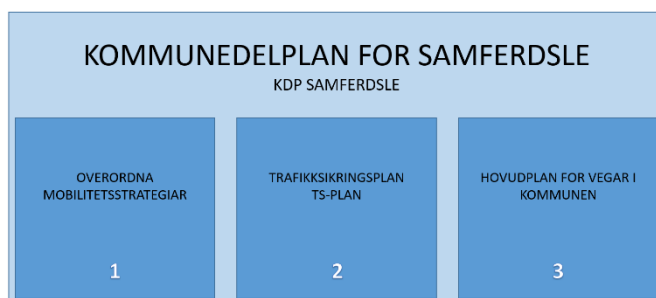 KOMMUNEDELPLAN FOR SAMFERDSLE
KDP SAMFERDSLE
OVERORDNA
MOBILITETSSTRATEGIAR
1
TRAFIKKSIKRINGSPLAN
TS-PLAN
2
HOVUDPLAN FOR VEGAR I
KOMMUNEN
3